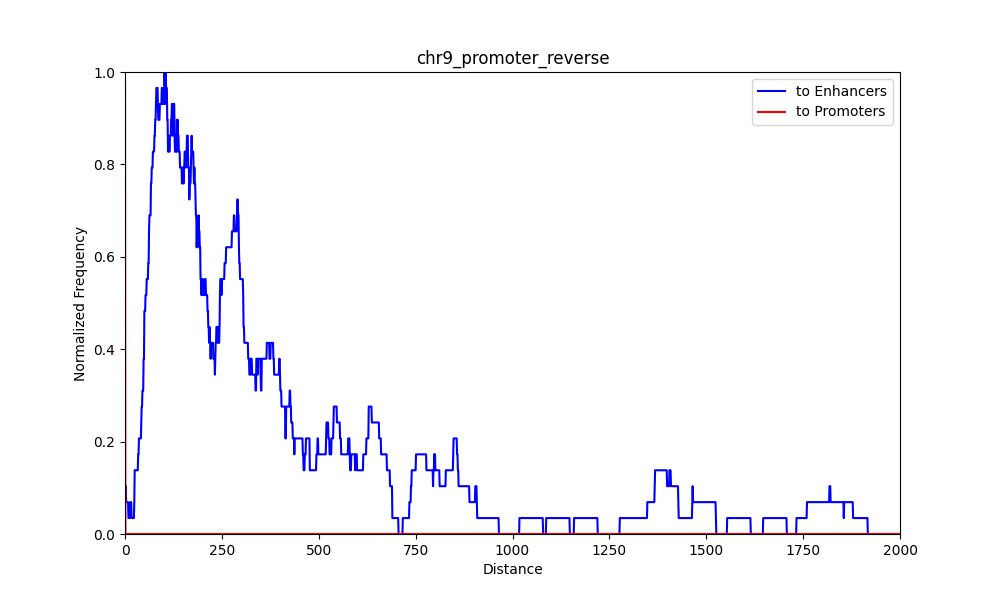 chr9_promoter_reverse
1.0
0.8
0.6
0.4
0.2
0.0
Normalized Frequency
to Enhancers
to Promoters
0 250 500 750 1000 1250 1500 1750 2000
Distance